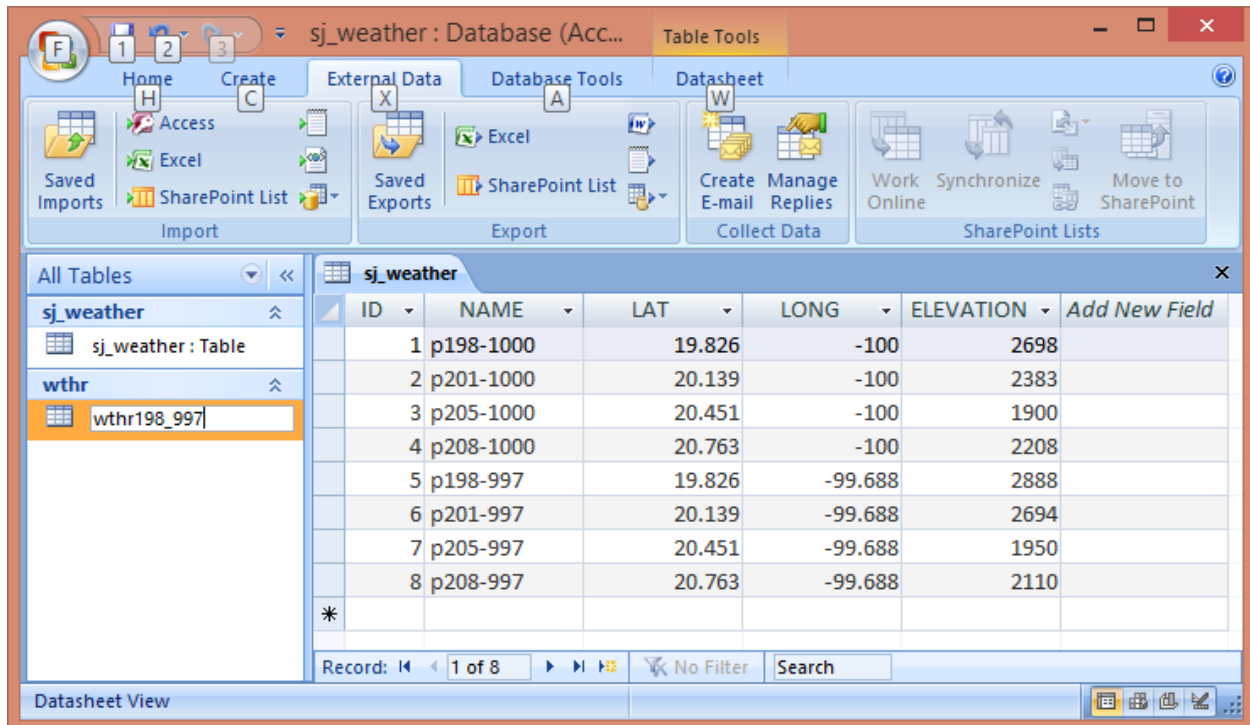 sj_weather : Database (Acc... Table Tools
F 1 2 3
Home Create External Data Database Tools Datasheet
H C X A W
Access
Excel
SharePoint List
Saved Imports
Import
Saved Exports
Excel
SharePoint List
Export
Create E-mail
Manage Replies
Collect Data
Work Online
Synchronize
Move to SharePoint
SharePoint Lists
All Tables
sj_weather
sj_weather : Table
wthr
wthr198_997
sj_weather
ID NAME LAT LONG ELEVATION Add New Field
1 p198-1000 19.826 -100 2698
2 p201-1000 20.139 -100 2383
3 p205-1000 20.451 -100 1900
4 p208-1000 20.763 -100 2208
5 p198-997 19.826 -99.688 2888
6 p201-997 20.139 -99.688 2694
7 p205-997 20.451 -99.688 1950
8 p208-997 20.763 -99.688 2110
Record: 1 of 8 No Filter Search
Datasheet View